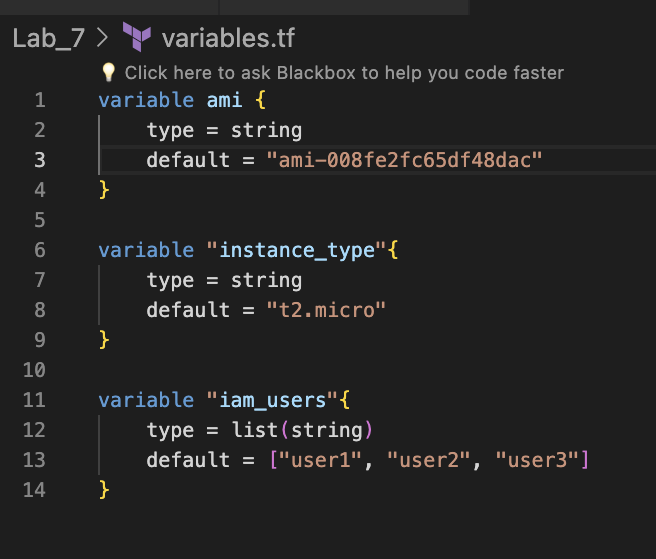 Lab_7 > variables.tf
💡 Click here to ask Blackbox to help you code faster
1 variable ami {
2 type = string
3 default = "ami-008fe2fc65df48dac"
4 }
5
6 variable "instance_type"{
7 type = string
8 default = "t2.micro"
9 }
10
11 variable "iam_users"{
12 type = list(string)
13 default = ["user1", "user2", "user3"]
14 }